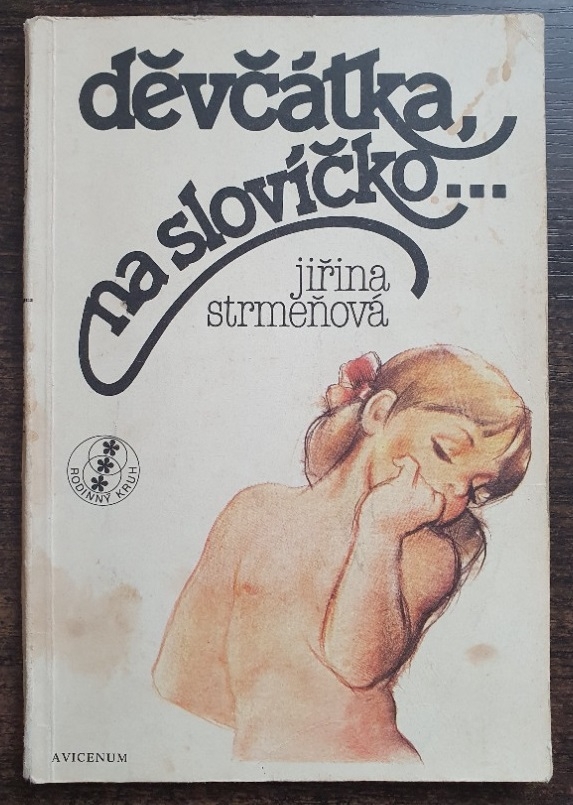 děvčátka,
na slovíčko...
jiřina
strmeňová
RODINNÝ KRUH
AVICENUM